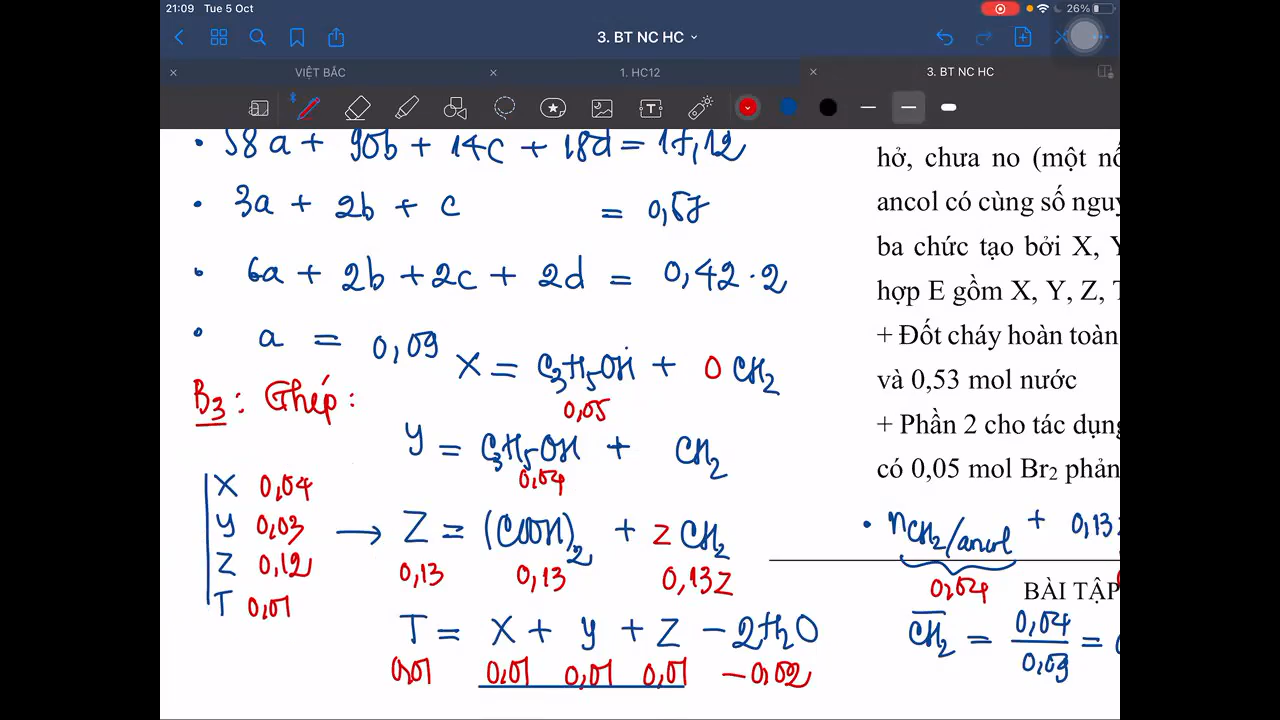 21:09 Tue 5 Oct 26%
3. BT NC HC
VIỆT BẮC 1. HC12 3. BT NC HC
• 58a + 90b + 14c + 18d = 17,12
• 3a + 2b + c = 0,57
• 6a + 2b + 2c + 2d = 0,42 . 2
• a = 0,09
X = C3H5OH + 0 CH2
0,05
B3: Ghép:
Y = C3H5OH + CH2
0,04
X 0,04
Y 0,03
Z 0,12
T 0,01
→ Z = (COOH)2 + z CH2
0,13 0,13 0,13z
T = X + Y + Z - 2H2O
0,01 0,01 0,01 0,01 -0,02
hở, chưa no (một nố
ancol có cùng số nguy
ba chức tạo bởi X, Y
hợp E gồm X, Y, Z, T
+ Đốt cháy hoàn toàn
và 0,53 mol nước
+ Phần 2 cho tác dụng
có 0,05 mol Br2 phản
• nCH2/ancol + 0,13z
0,04
BÀI TẬP
CH2 = 0,04 / 0,09 = 0